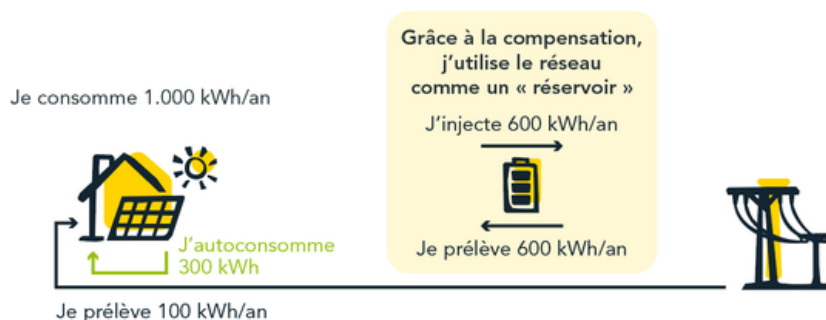 Grâce à la compensation,
j'utilise le réseau
comme un « réservoir »
Je consomme 1.000 kWh/an
J'injecte 600 kWh/an
Je prélève 600 kWh/an
J'autoconsomme
300 kWh
Je prélève 100 kWh/an